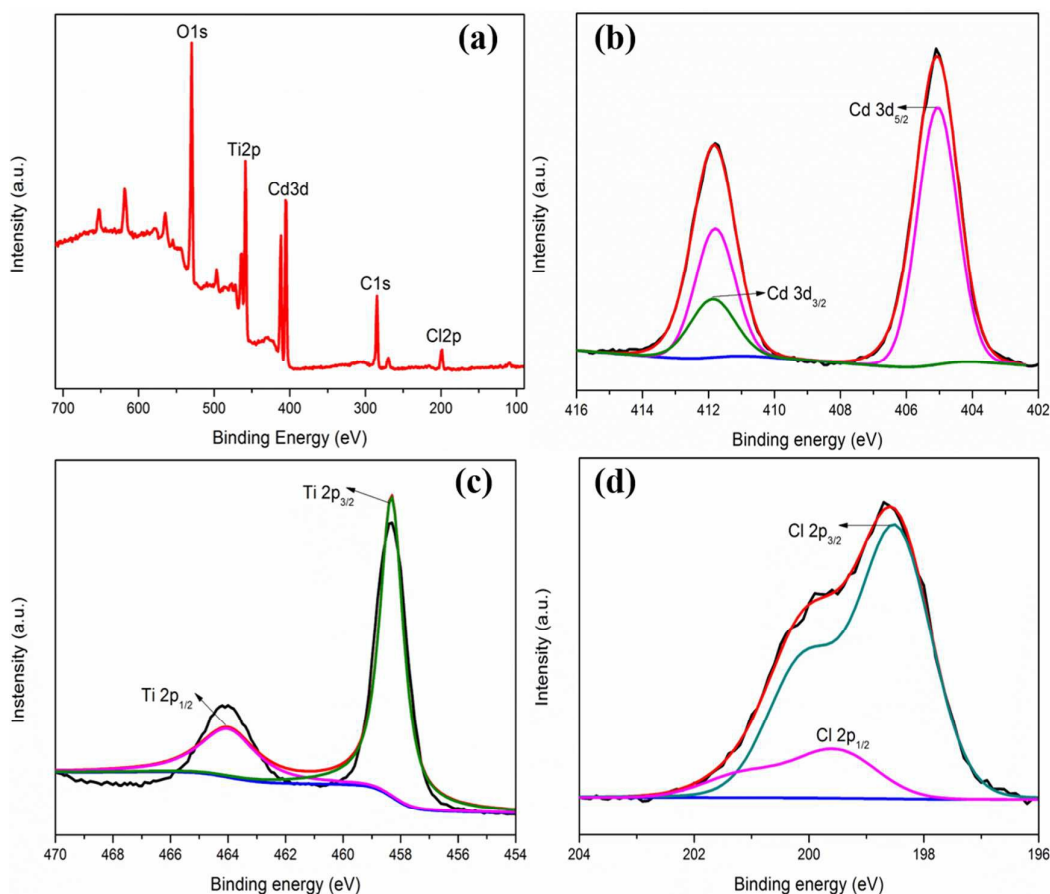 (a)
O1s
Ti2p
Cd3d
C1s
Cl2p
Intensity (a.u.)
700 600 500 400 300 200 100
Binding Energy (eV)
(b)
Cd 3d5/2
Cd 3d3/2
Intensity (a.u.)
416 414 412 410 408 406 404 402
Binding energy (eV)
(c)
Ti 2p3/2
Ti 2p1/2
Instensity (a.u.)
470 468 466 464 462 460 458 456 454
Binding energy (eV)
(d)
Cl 2p3/2
Cl 2p1/2
Intensity (a.u.)
204 202 200 198 196
Binding energy (eV)